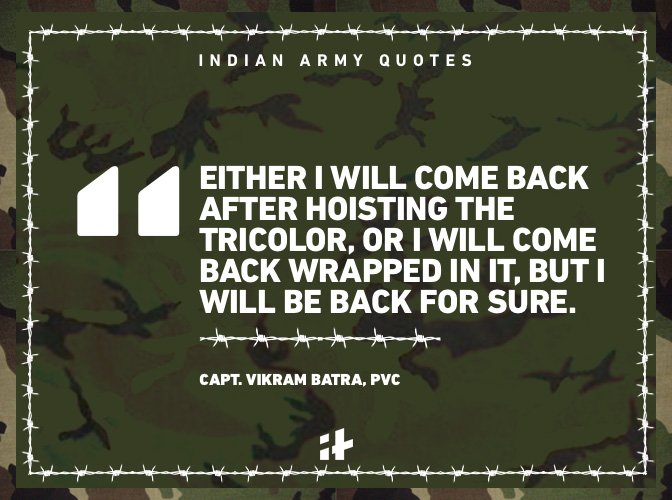 INDIAN ARMY QUOTES
EITHER I WILL COME BACK
AFTER HOISTING THE
TRICOLOR, OR I WILL COME
BACK WRAPPED IN IT, BUT I
WILL BE BACK FOR SURE.
CAPT. VIKRAM BATRA, PVC
it